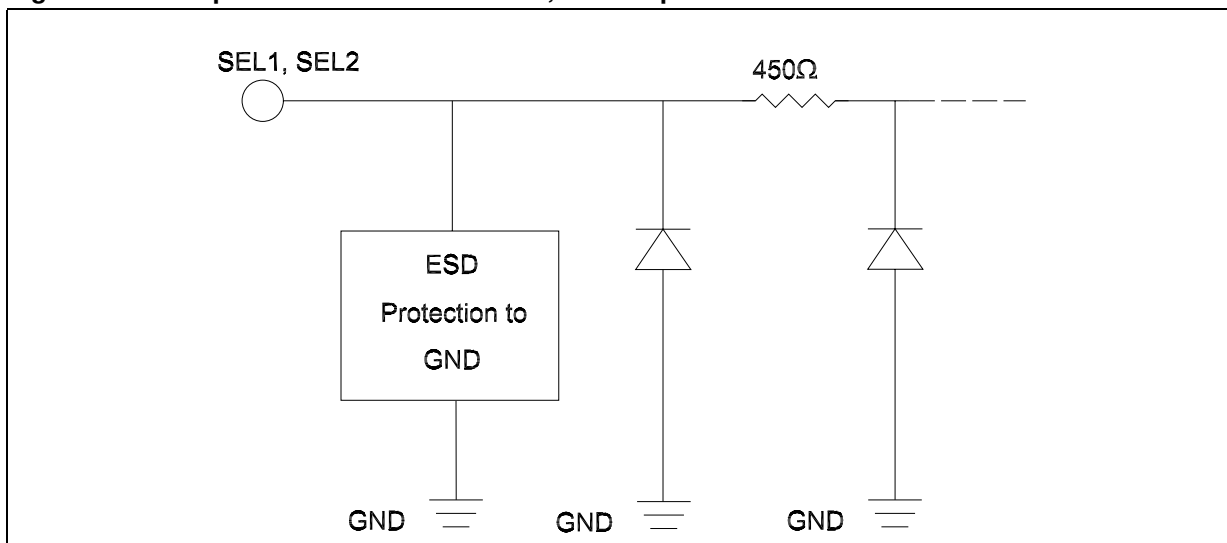 SEL1, SEL2
450Ω
ESD
Protection to
GND
GND
GND
GND